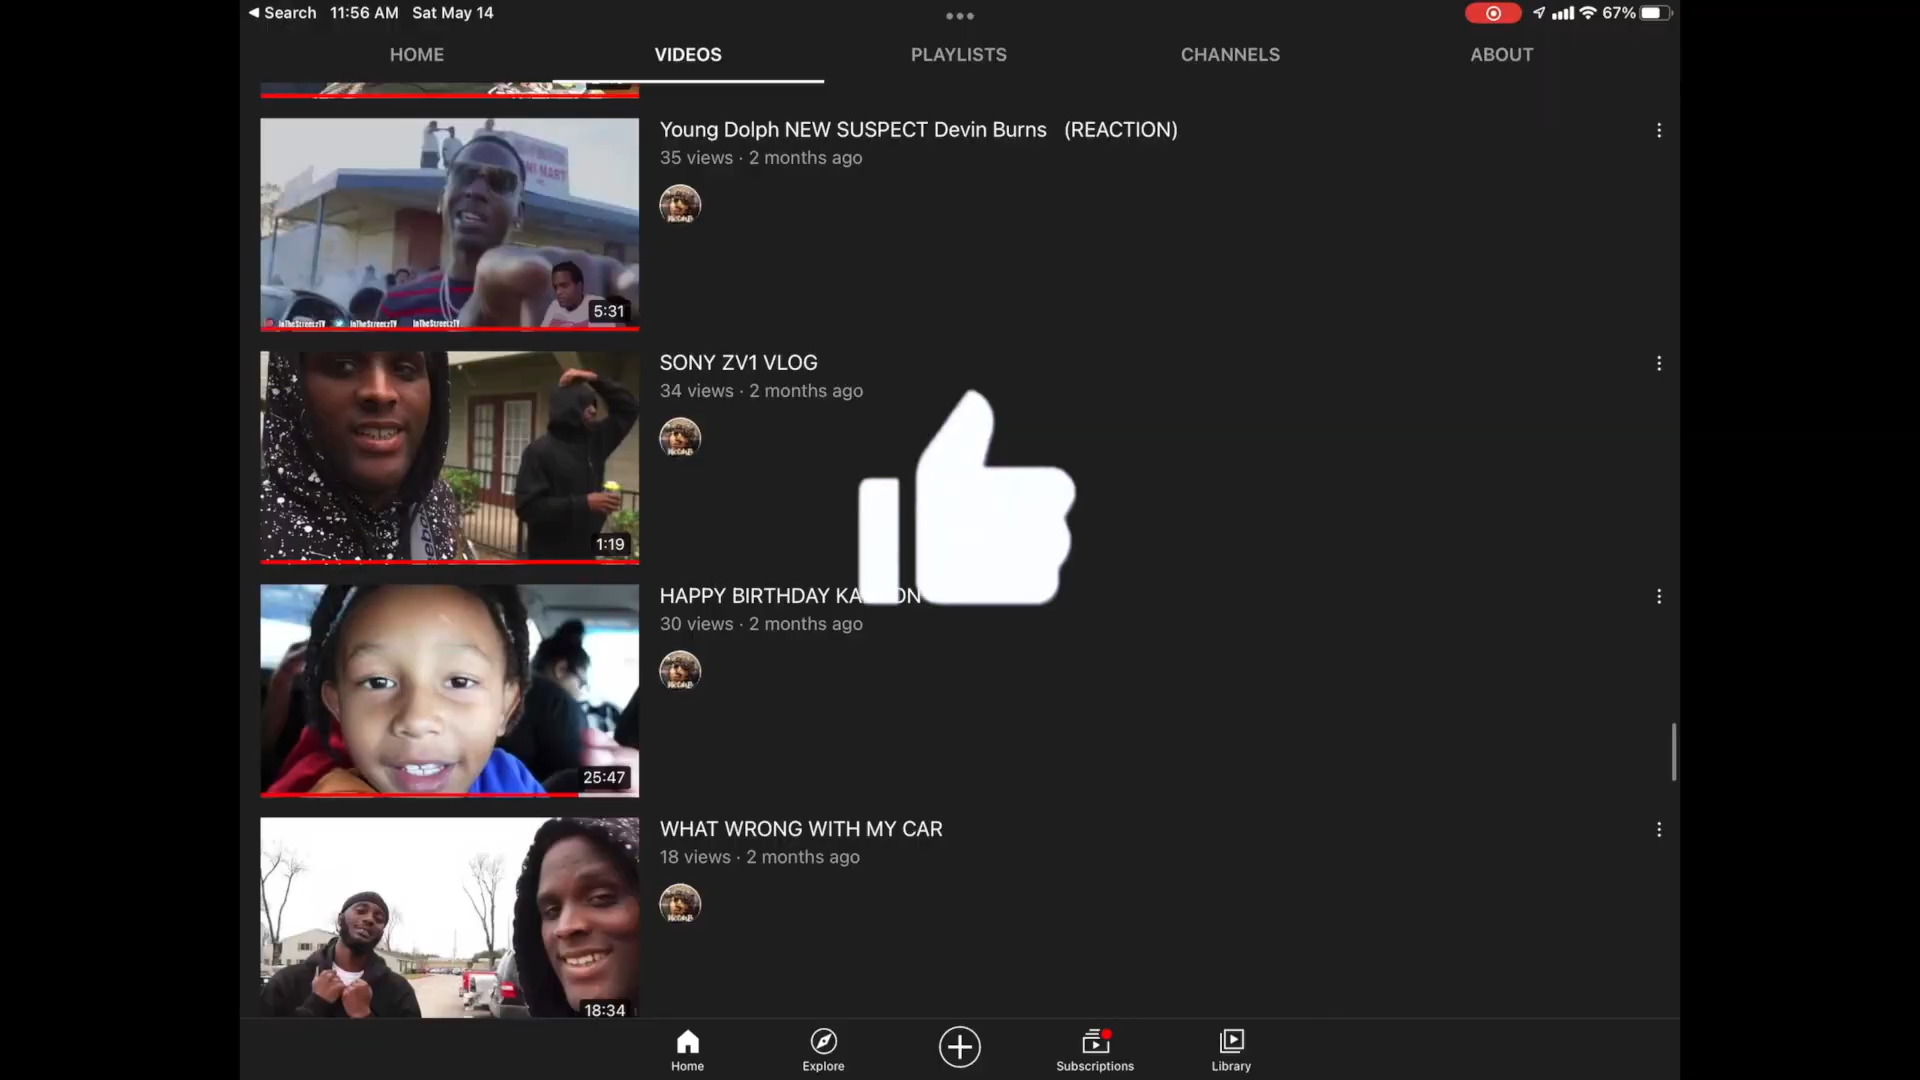 Search 11:56 AM Sat May 14
67%
HOME VIDEOS PLAYLISTS CHANNELS ABOUT
Young Dolph NEW SUSPECT Devin Burns (REACTION)
35 views · 2 months ago
InTheStreezTV InTheStreezTV InTheStreezTV
5:31
SONY ZV1 VLOG
34 views · 2 months ago
1:19
HAPPY BIRTHDAY
30 views · 2 months ago
25:47
WHAT WRONG WITH MY CAR
18 views · 2 months ago
18:34
Home Explore Subscriptions Library